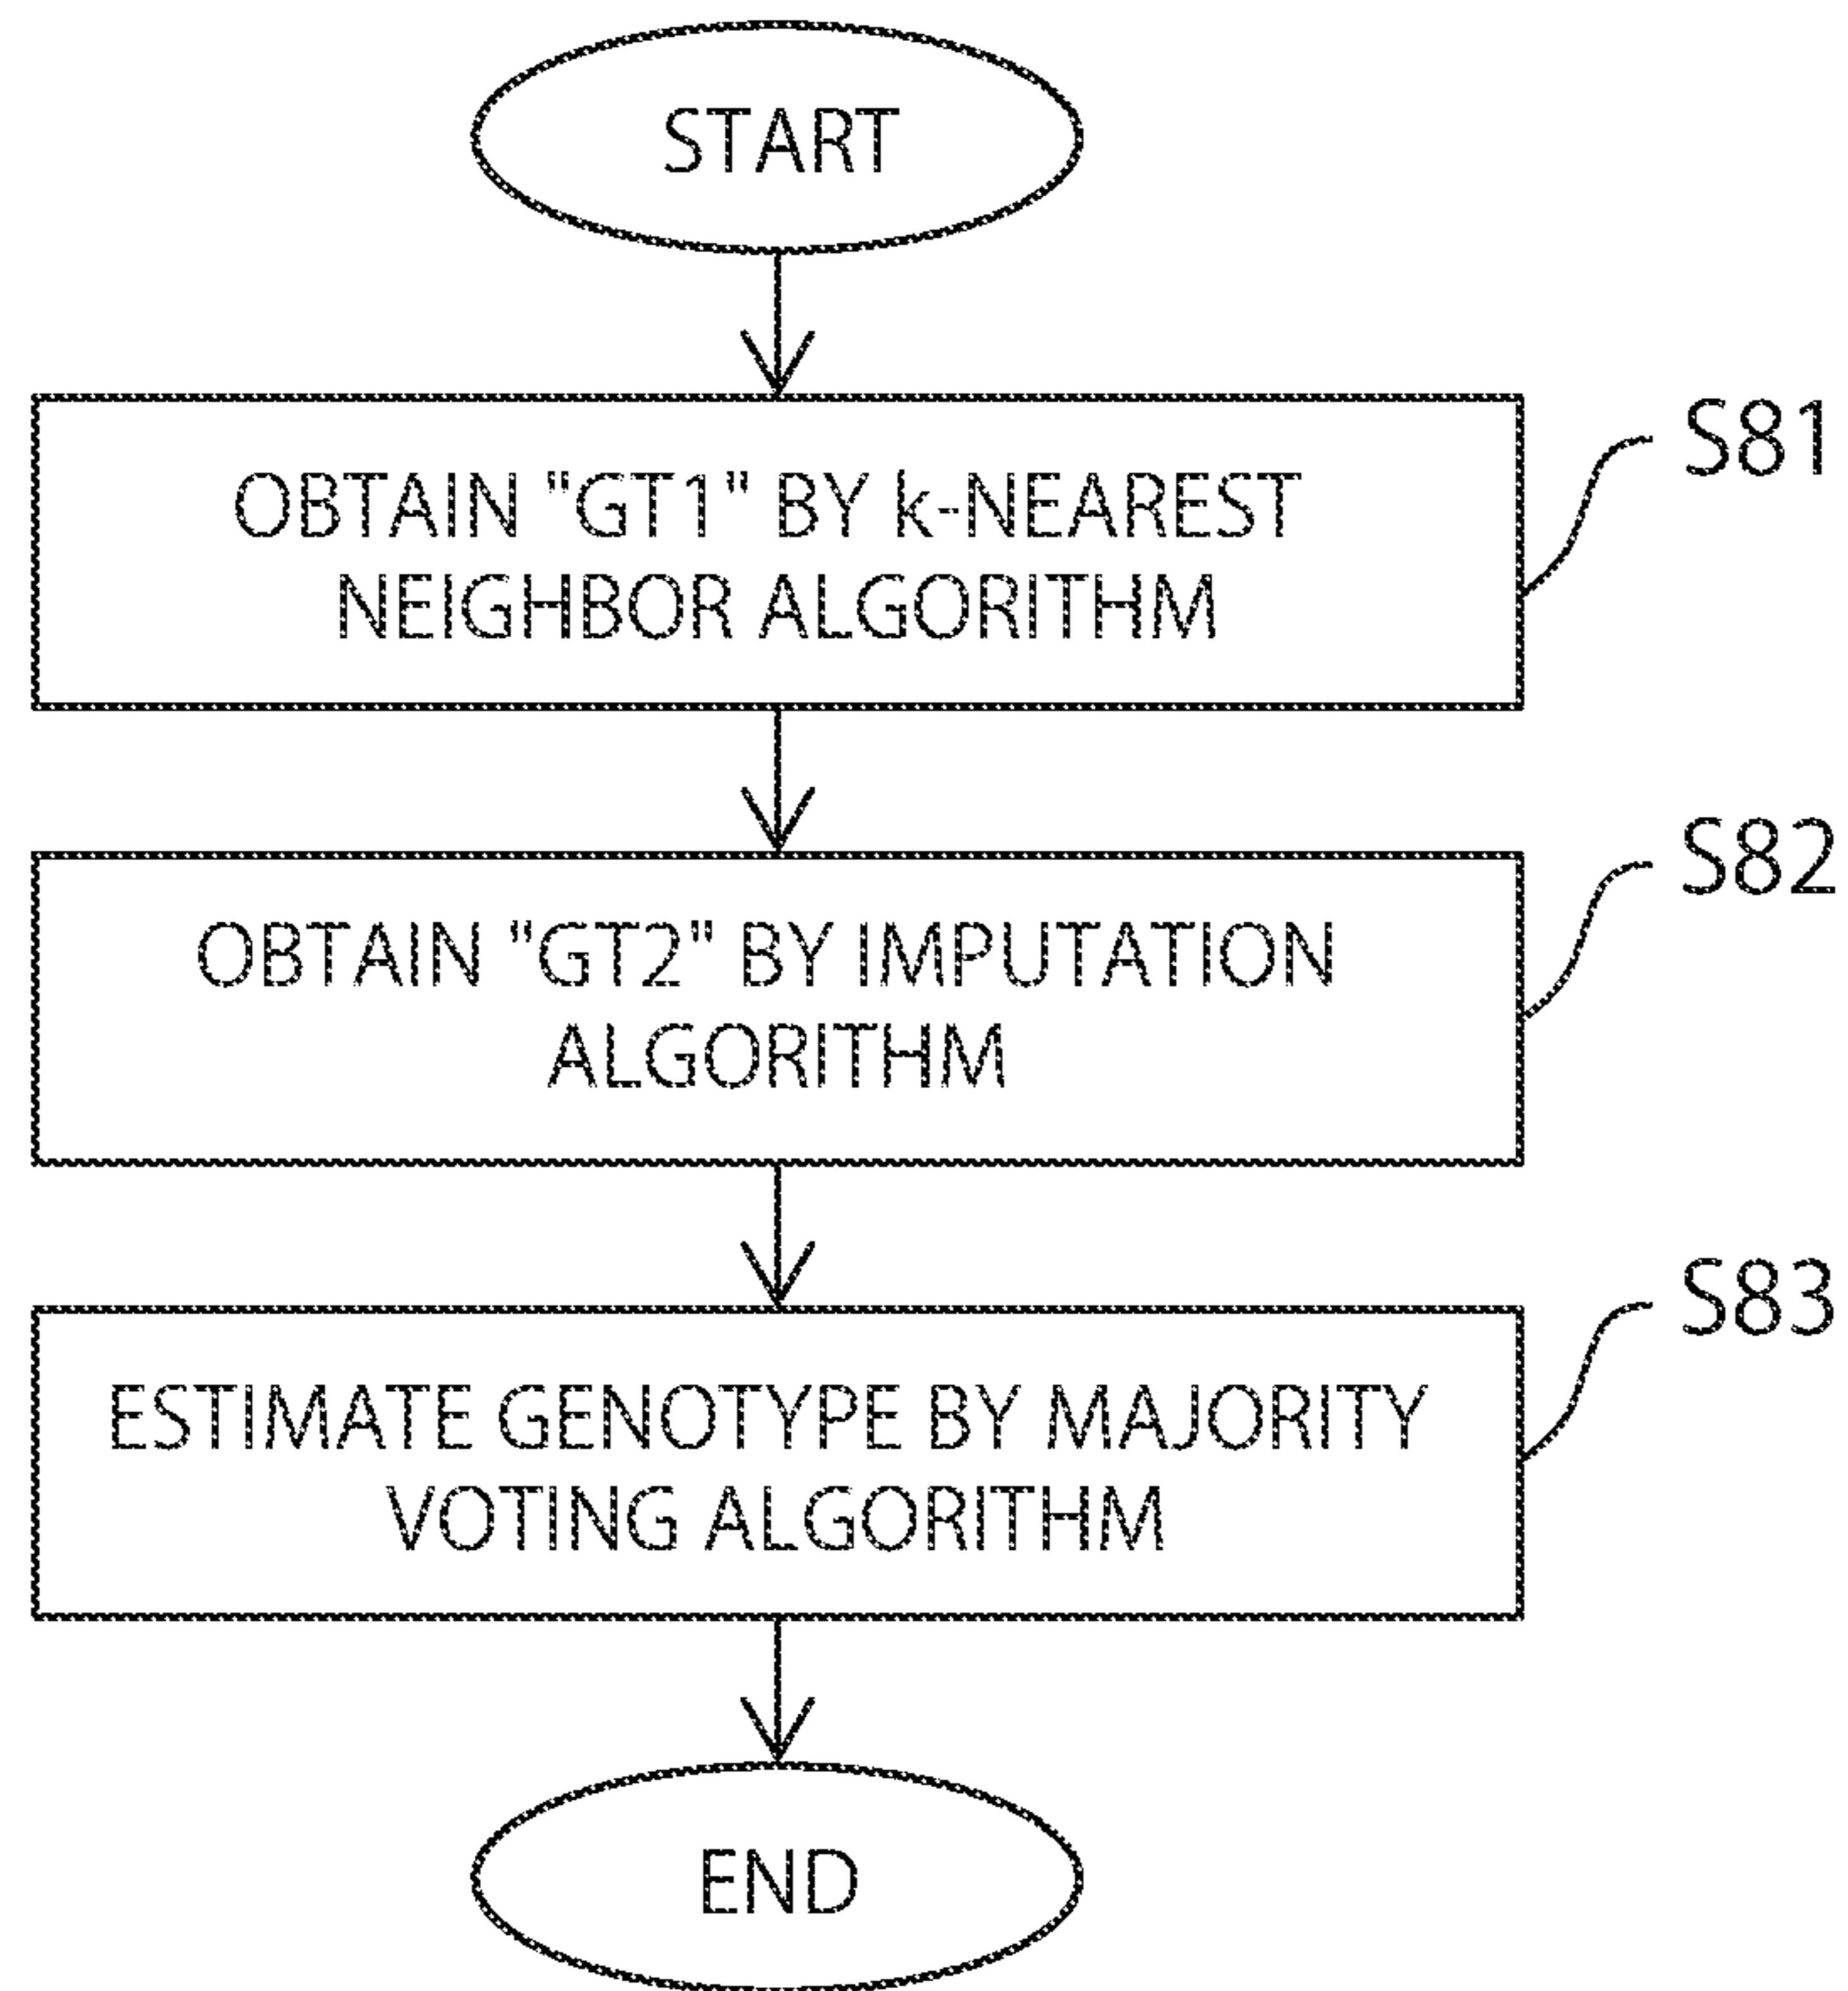 START
OBTAIN "GT1" BY k-NEAREST
NEIGHBOR ALGORITHM
S81
OBTAIN "GT2" BY IMPUTATION
ALGORITHM
S82
ESTIMATE GENOTYPE BY MAJORITY
VOTING ALGORITHM
S83
END